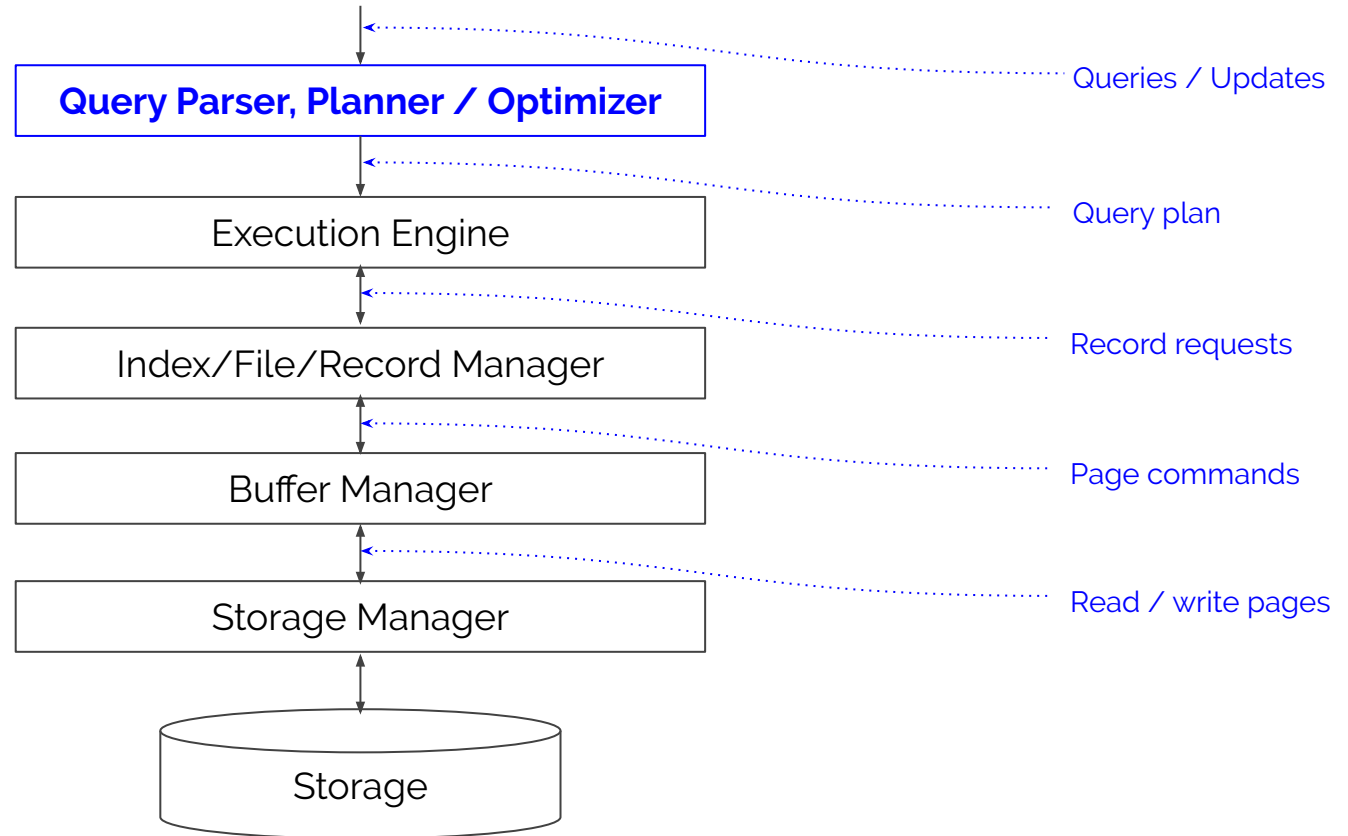 Queries / Updates
Query Parser, Planner / Optimizer
Query plan
Execution Engine
Record requests
Index/File/Record Manager
Page commands
Buffer Manager
Read / write pages
Storage Manager
Storage